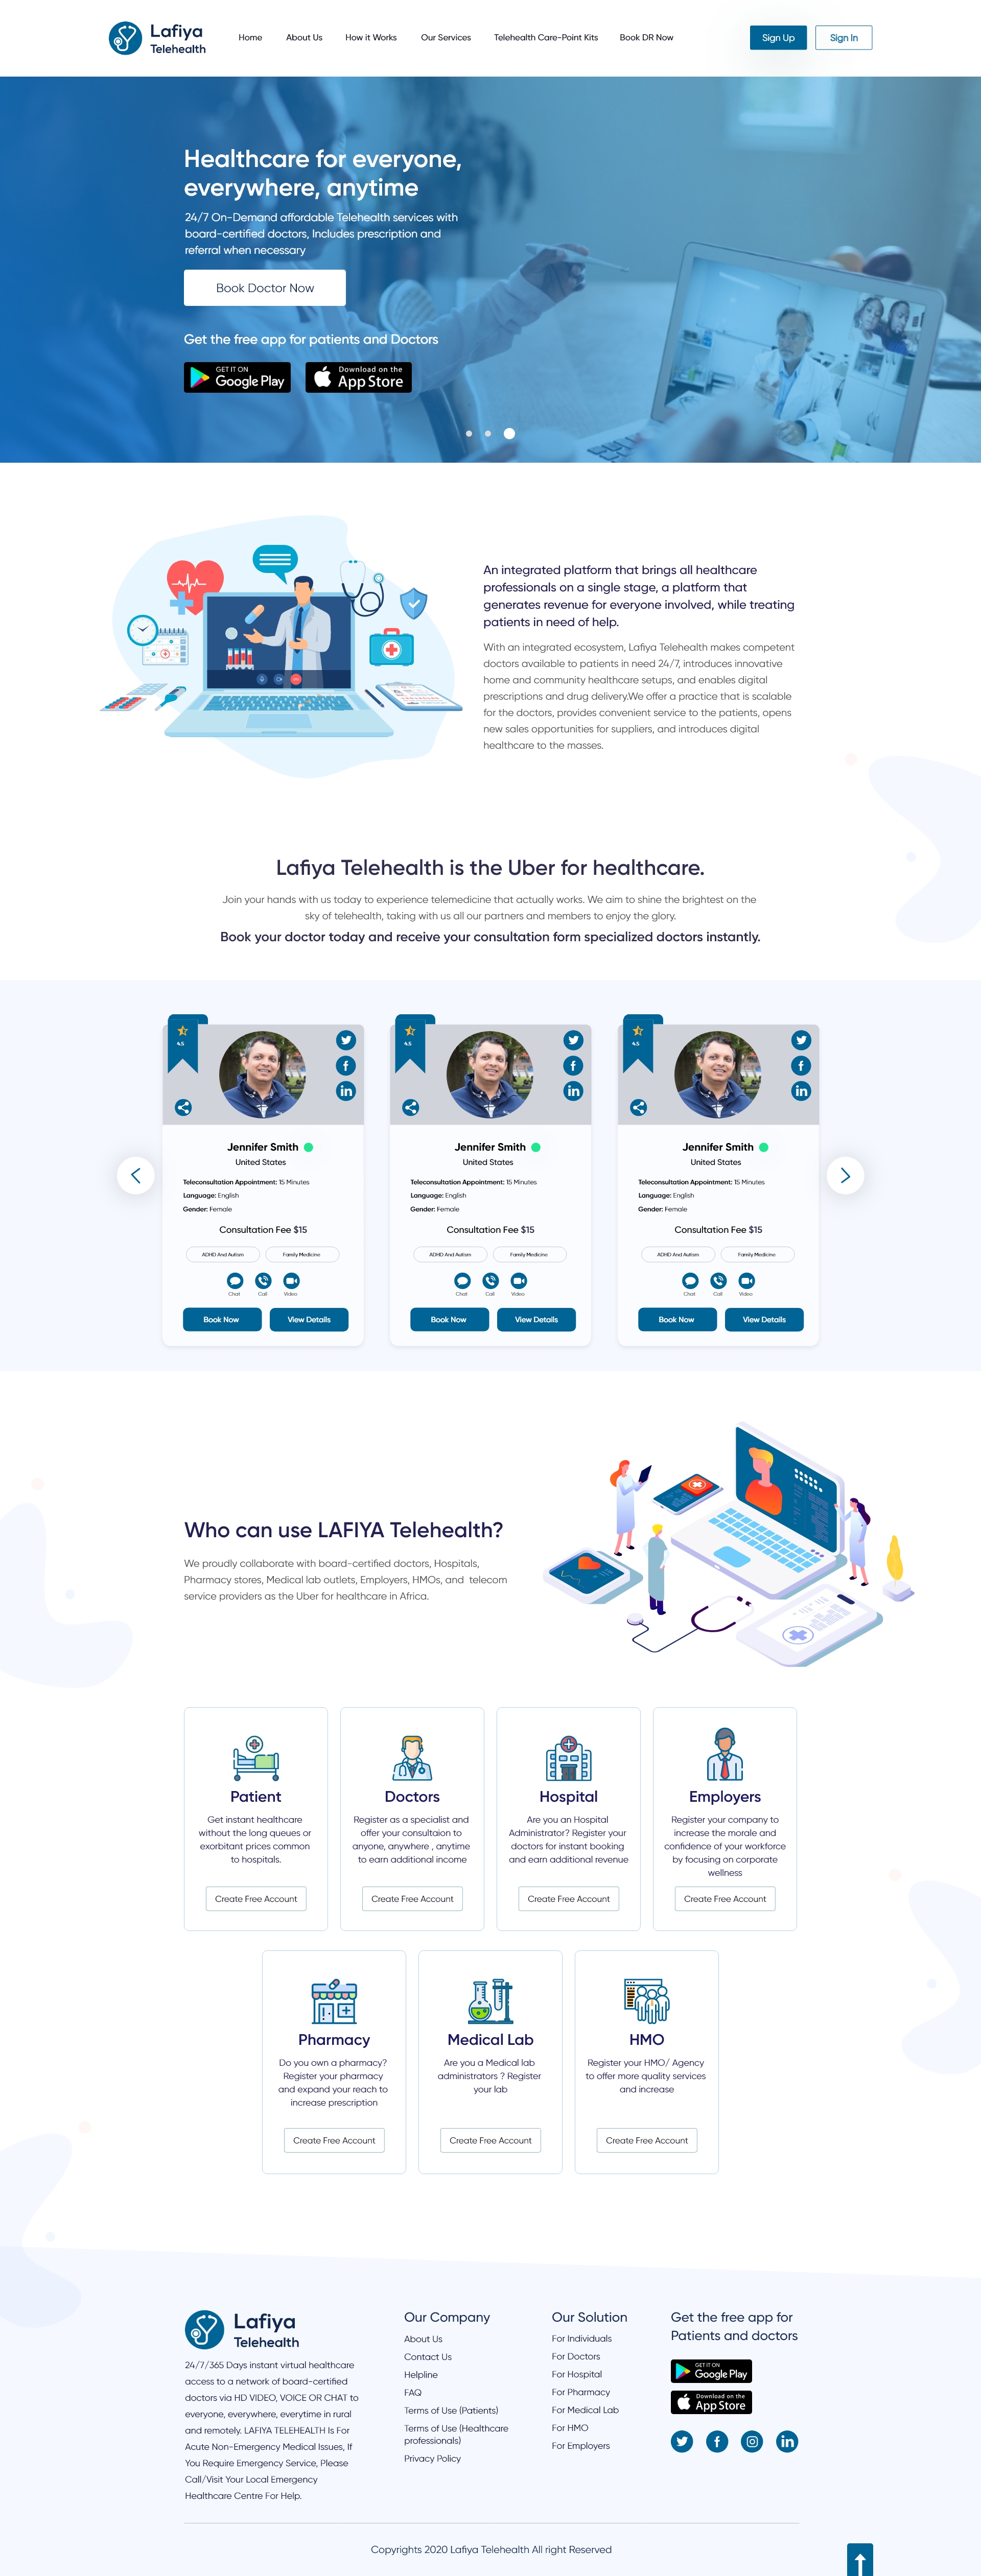 Lafiya
Telehealth
Home
About Us
How it Works
Our Services
Telehealth Care-Point Kits
Book DR Now
Sign Up
Sign In
Healthcare for everyone,
everywhere, anytime
24/7 On-Demand affordable Telehealth services with
board-certified doctors, Includes prescription and
referral when necessary
Book Doctor Now
Get the free app for patients and Doctors
GET IT ON
Google Play
Download on the
App Store
An integrated platform that brings all healthcare
professionals on a single stage, a platform that
generates revenue for everyone involved, while treating
patients in need of help.
With an integrated ecosystem, Lafiya Telehealth makes competent
doctors available to patients in need 24/7, introduces innovative
home and community healthcare setups, and enables digital
prescriptions and drug delivery.We offer a practice that is scalable
for the doctors, provides convenient service to the patients, opens
new sales opportunities for suppliers, and introduces digital
healthcare to the masses.
Lafiya Telehealth is the Uber for healthcare.
Join your hands with us today to experience telemedicine that actually works. We aim to shine the brightest on the
sky of telehealth, taking with us all our partners and members to enjoy the glory.
Book your doctor today and receive your consultation form specialized doctors instantly.
4.5
Jennifer Smith
United States
Teleconsultation Appointment: 15 Minutes
Language: English
Gender: Female
Consultation Fee $15
ADHD And Autism
Family Medicine
Chat
Call
Video
Book Now
View Details
4.5
Jennifer Smith
United States
Teleconsultation Appointment: 15 Minutes
Language: English
Gender: Female
Consultation Fee $15
ADHD And Autism
Family Medicine
Chat
Call
Video
Book Now
View Details
4.5
Jennifer Smith
United States
Teleconsultation Appointment: 15 Minutes
Language: English
Gender: Female
Consultation Fee $15
ADHD And Autism
Family Medicine
Chat
Call
Video
Book Now
View Details
Who can use LAFIYA Telehealth?
We proudly collaborate with board-certified doctors, Hospitals,
Pharmacy stores, Medical lab outlets, Employers, HMOs, and telecom
service providers as the Uber for healthcare in Africa.
Patient
Get instant healthcare
without the long queues or
exorbitant prices common
to hospitals.
Create Free Account
Doctors
Register as a specialist and
offer your consultaion to
anyone, anywhere , anytime
to earn additional income
Create Free Account
Hospital
Are you an Hospital
Administrator? Register your
doctors for instant booking
and earn additional revenue
Create Free Account
Employers
Register your company to
increase the morale and
confidence of your workforce
by focusing on corporate
wellness
Create Free Account
Pharmacy
Do you own a pharmacy?
Register your pharmacy
and expand your reach to
increase prescription
Create Free Account
Medical Lab
Are you a Medical lab
administrators ? Register
your lab
Create Free Account
HMO
Register your HMO/ Agency
to offer more quality services
and increase
Create Free Account
Lafiya
Telehealth
24/7/365 Days instant virtual healthcare
access to a network of board-certified
doctors via HD VIDEO, VOICE OR CHAT to
everyone, everywhere, everytime in rural
and remotely. LAFIYA TELEHEALTH Is For
Acute Non-Emergency Medical Issues, If
You Require Emergency Service, Please
Call/Visit Your Local Emergency
Healthcare Centre For Help.
Our Company
About Us
Contact Us
Helpline
FAQ
Terms of Use (Patients)
Terms of Use (Healthcare
professionals)
Privacy Policy
Our Solution
For Individuals
For Doctors
For Hospital
For Pharmacy
For Medical Lab
For HMO
For Employers
Get the free app for
Patients and doctors
GET IT ON
Google Play
Download on the
App Store
Copyrights 2020 Lafiya Telehealth All right Reserved